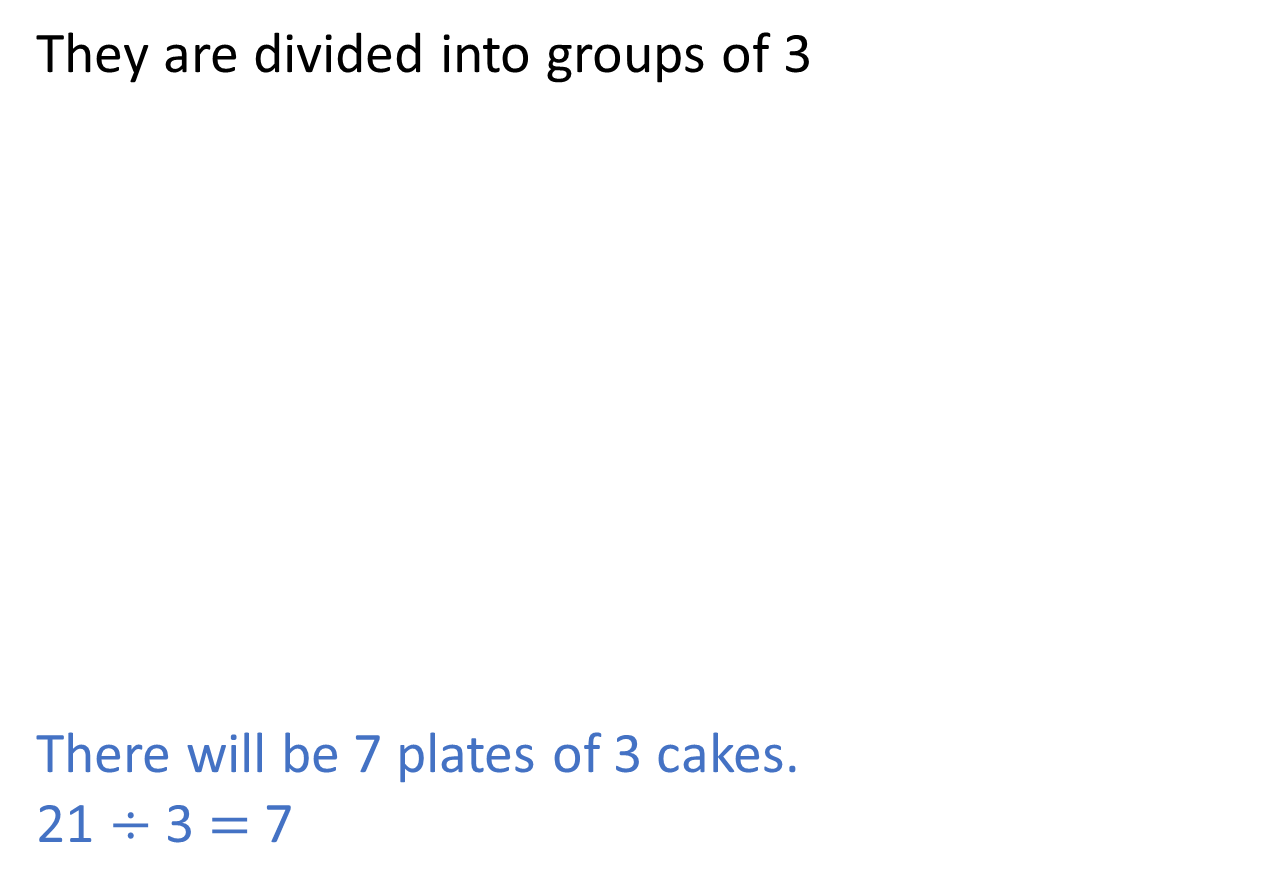 They are divided into groups of 3
There will be 7 plates of 3 cakes.
21 ÷ 3 = 7